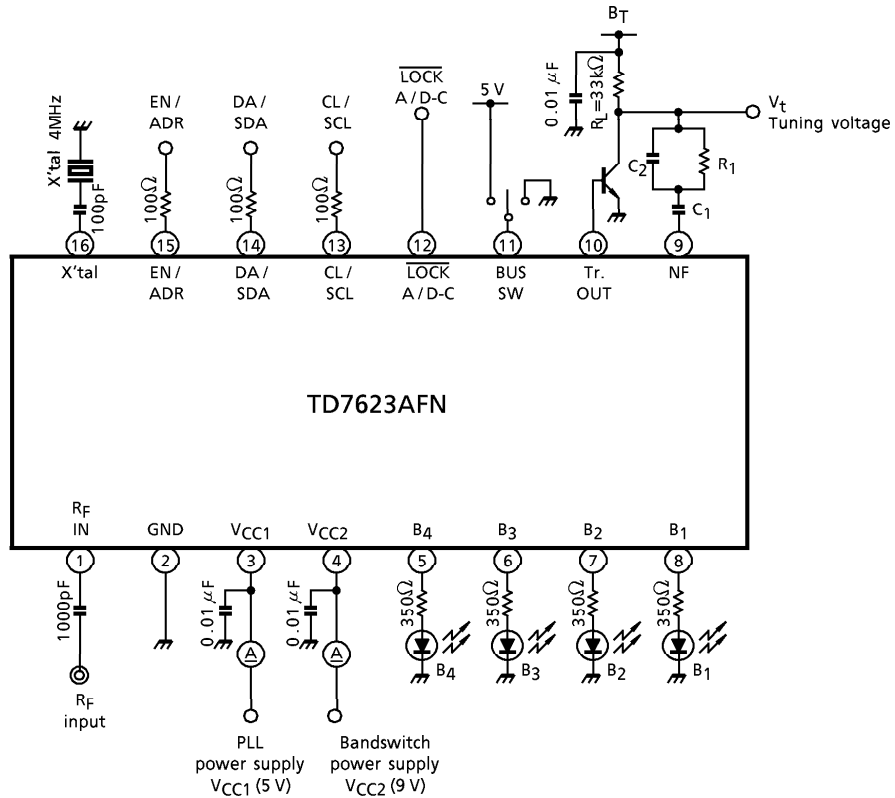 B_T
0.01 μF
R_L=33kΩ
5 V
V_t
Tuning voltage
LOCK
A / D-C
X'tal 4MHz
EN /
ADR
DA /
SDA
CL /
SCL
100pF
100Ω
100Ω
100Ω
C_2
R_1
C_1
16
15
14
13
12
11
10
9
X'tal
EN /
ADR
DA /
SDA
CL /
SCL
LOCK
A / D-C
BUS
SW
Tr.
OUT
NF
TD7623AFN
R_F
IN
GND
V_CC1
V_CC2
B_4
B_3
B_2
B_1
1
2
3
4
5
6
7
8
1000pF
0.01 μF
0.01 μF
350Ω
350Ω
350Ω
350Ω
A
A
B_4
B_3
B_2
B_1
R_F
input
PLL
power supply
V_CC1 (5 V)
Bandswitch
power supply
V_CC2 (9 V)